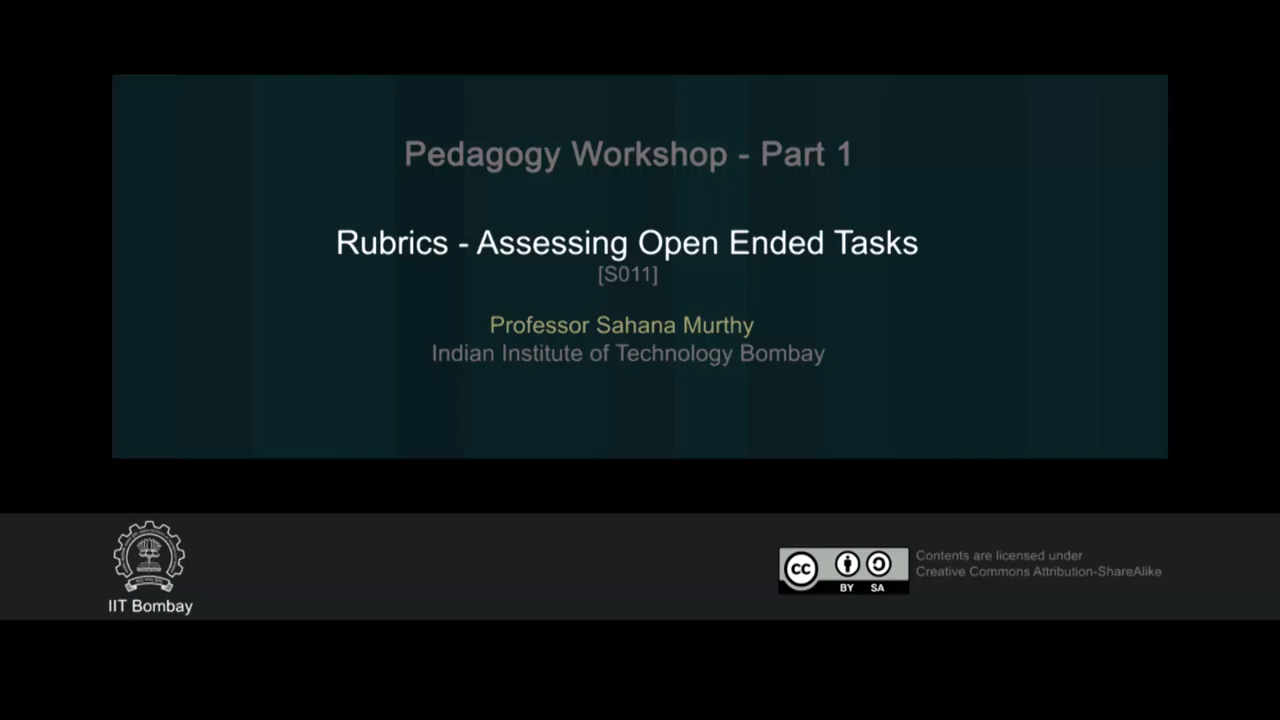 Pedagogy Workshop - Part 1
Rubrics - Assessing Open Ended Tasks
[S011]
Professor Sahana Murthy
Indian Institute of Technology Bombay
IIT Bombay
cc
BY SA
Contents are licensed under
Creative Commons Attribution-ShareAlike